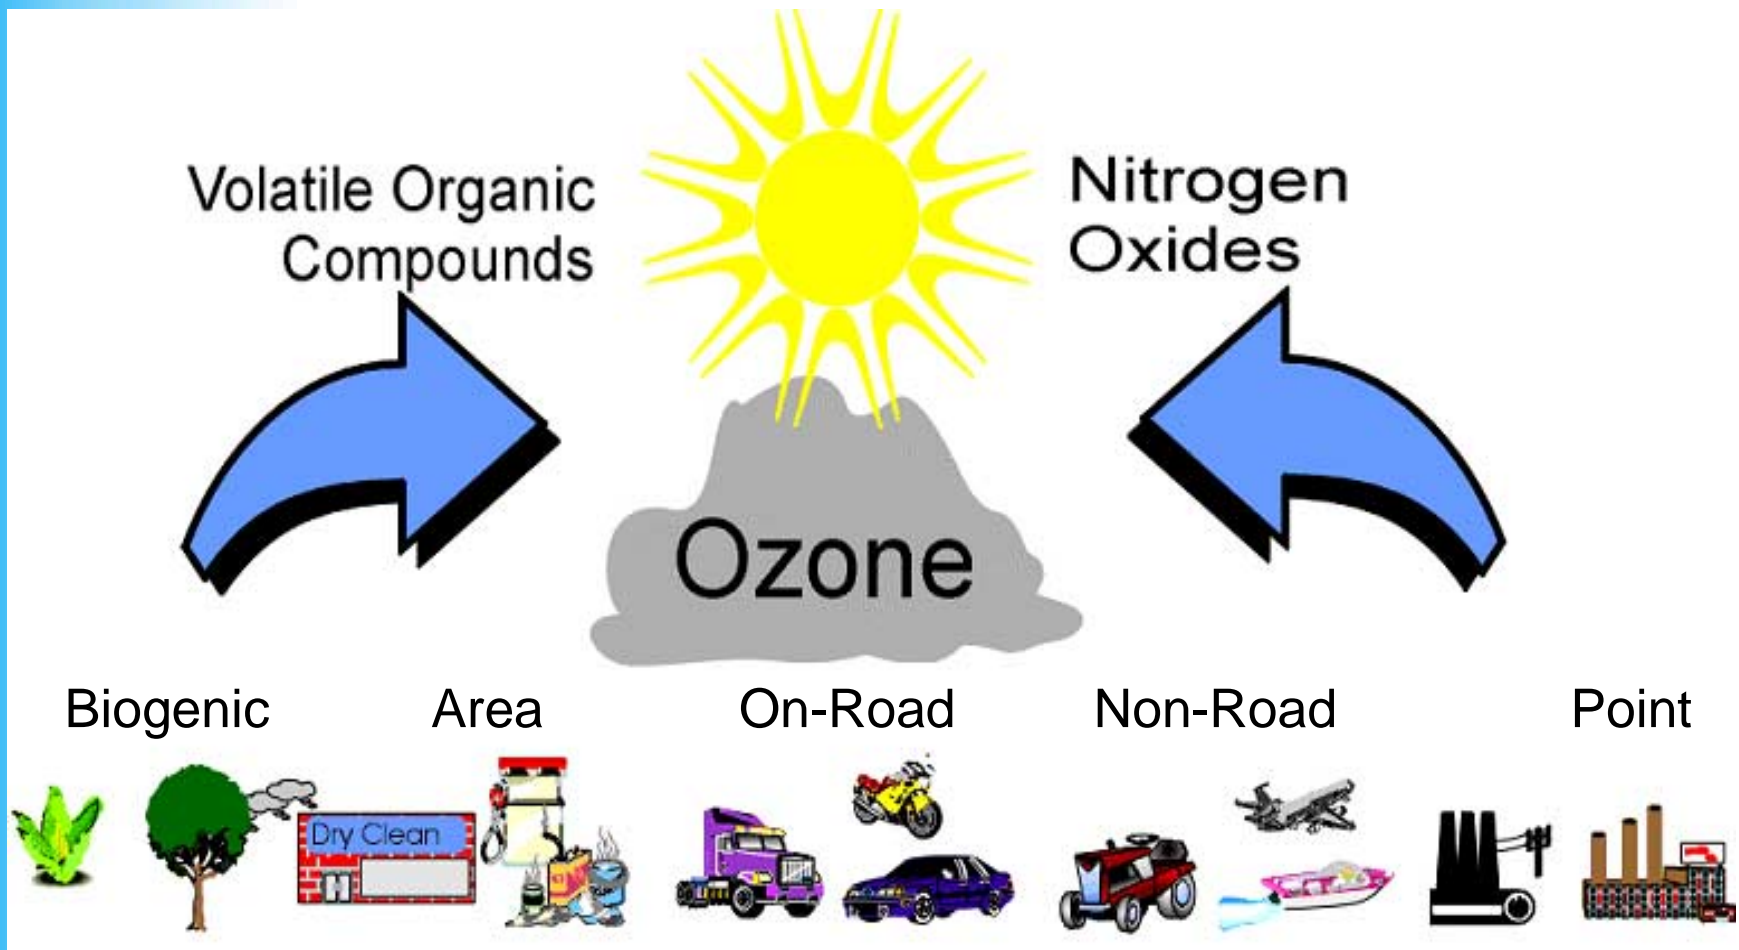 Volatile Organic
Compounds
Nitrogen
Oxides
Ozone
Biogenic
Area
On-Road
Non-Road
Point
Dry Clean